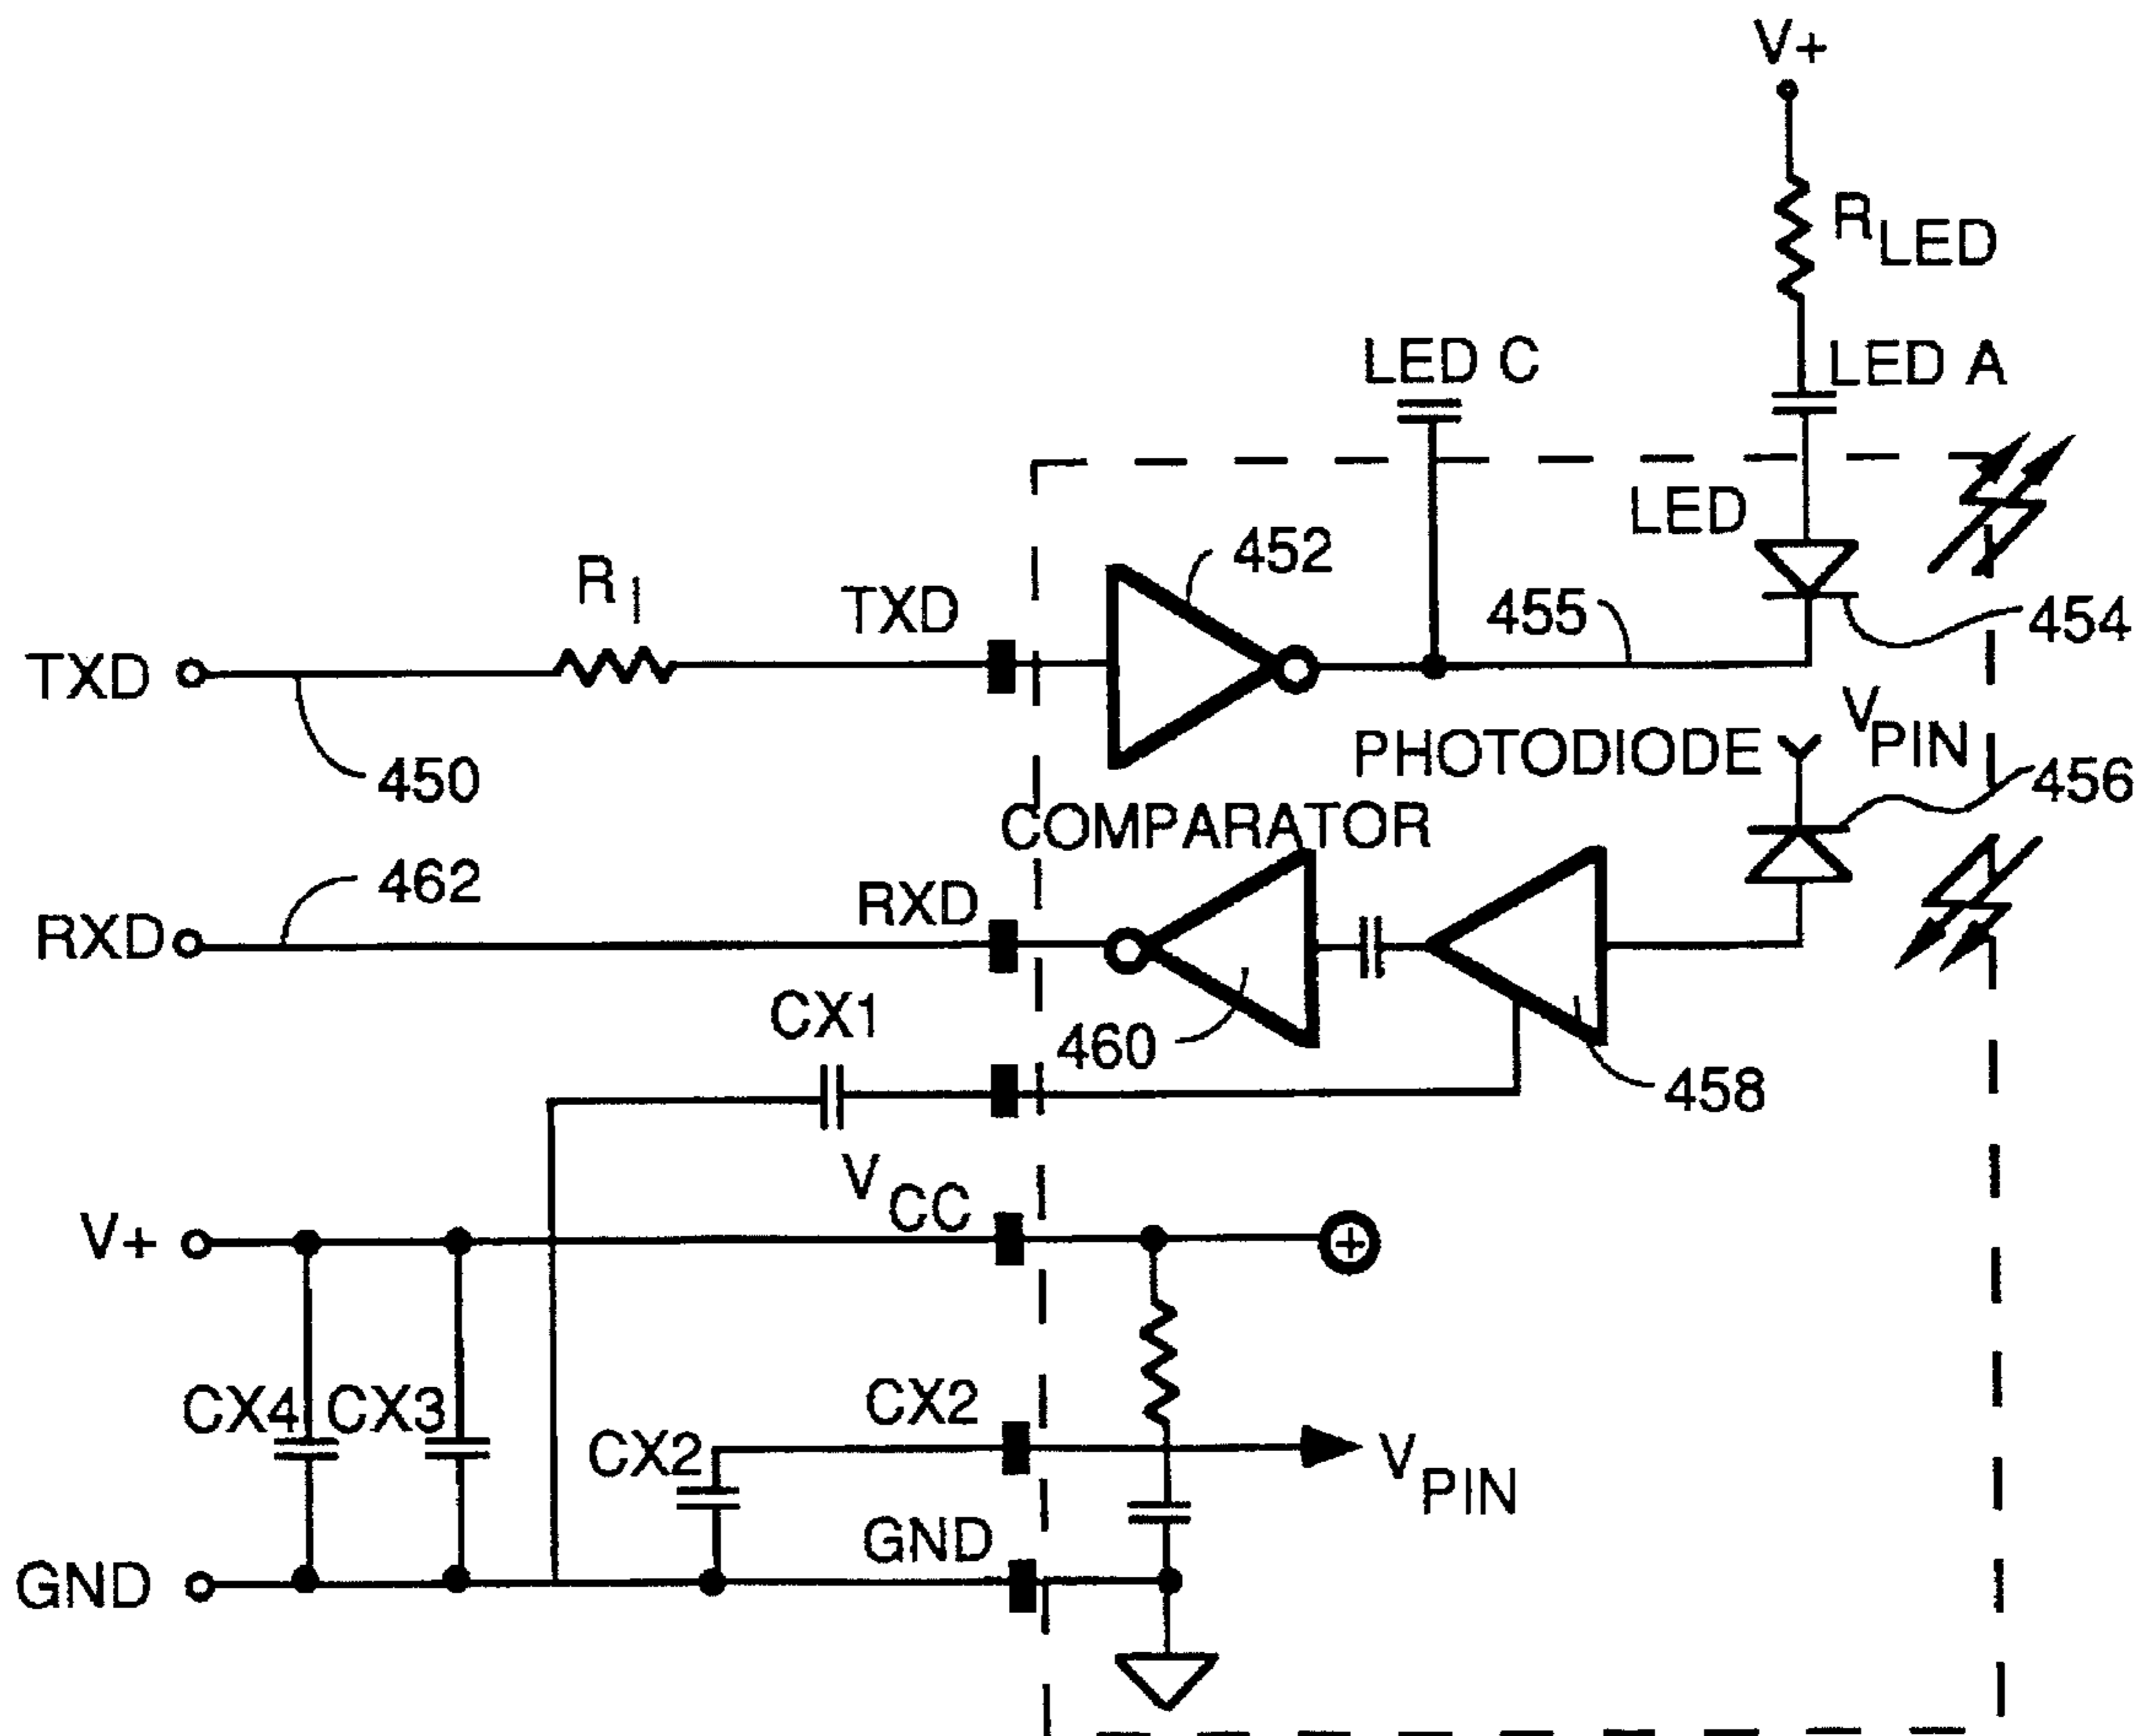 V+
RLED
LED C
LED A
LED
452
R1
TXD
455
454
TXD
450
VPIN
PHOTODIODE
456
COMPARATOR
462
RXD
RXD
CX1
460
458
VCC
V+
+
CX4
CX3
CX2
CX2
VPIN
GND
GND